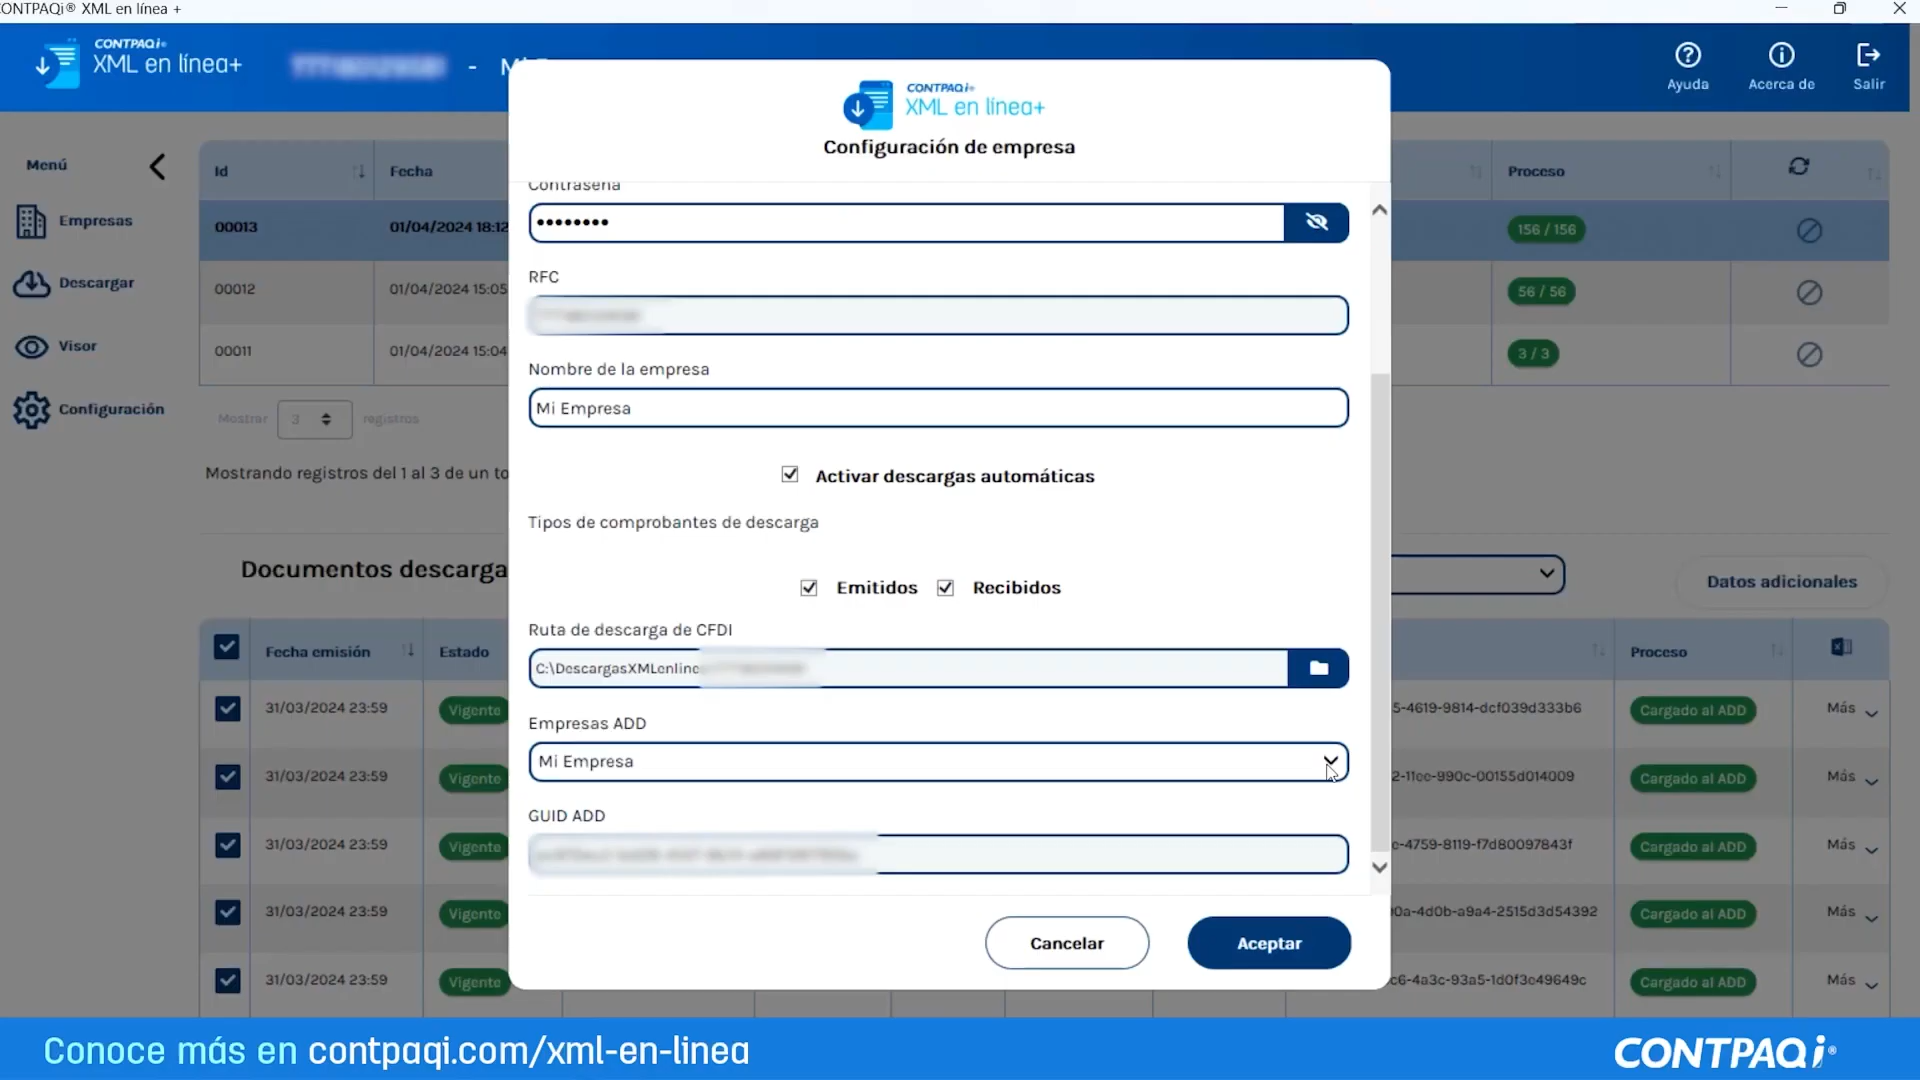 CONTPAQi® XML en línea +
CONTPAQi®
XML en línea+
-
Ayuda
Acerca de
Salir
CONTPAQi®
XML en línea+
Configuración de empresa
Menú
Empresas
Descargar
Visor
Configuración
Id
Fecha
Proceso
00013
01/04/2024 18:12
156 / 156
00012
01/04/2024 15:05
56 / 56
00011
01/04/2024 15:04
3 / 3
Mostrar
3
registros
Mostrando registros del 1 al 3 de un to
Contraseña
••••••••
RFC
Nombre de la empresa
Mi Empresa
Activar descargas automáticas
Tipos de comprobantes de descarga
Emitidos
Recibidos
Ruta de descarga de CFDI
C:\DescargasXMLenline
Empresas ADD
Mi Empresa
GUID ADD
Cancelar
Aceptar
Documentos descarga
Datos adicionales
Fecha emisión
Estado
Proceso
31/03/2024 23:59
Vigente
5-4619-9814-dcf039d333b6
Cargado al ADD
Más
31/03/2024 23:59
Vigente
2-11ee-990c-00155d014009
Cargado al ADD
Más
31/03/2024 23:59
Vigente
c-4759-8119-f7d80097843f
Cargado al ADD
Más
31/03/2024 23:59
Vigente
00a-4d0b-a9a4-2515d3d54392
Cargado al ADD
Más
31/03/2024 23:59
Vigente
c6-4a3c-93a5-1d0f3e49649c
Cargado al ADD
Más
Conoce más en contpaqi.com/xml-en-linea
CONTPAQi®